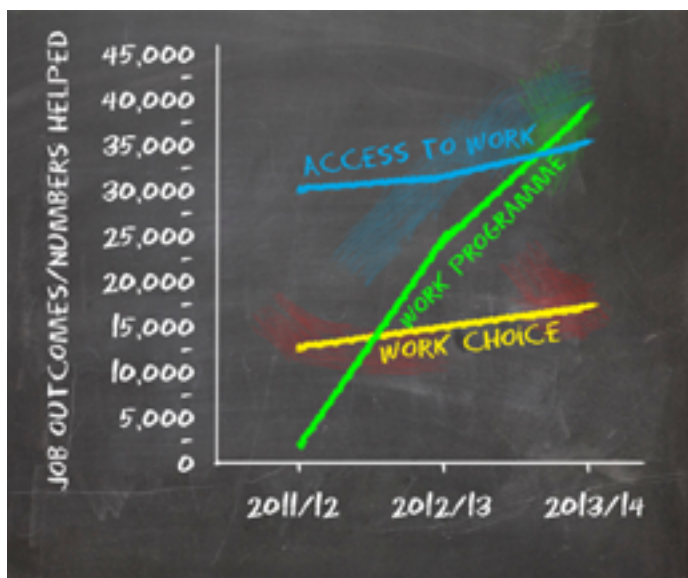 JOB OUTCOMES/NUMBERS HELPED
45,000
40,000
35,000
30,000
25,000
20,000
15,000
10,000
5,000
0
ACCESS TO WORK
WORK PROGRAMME
WORK CHOICE
2011/12 2012/13 2013/14